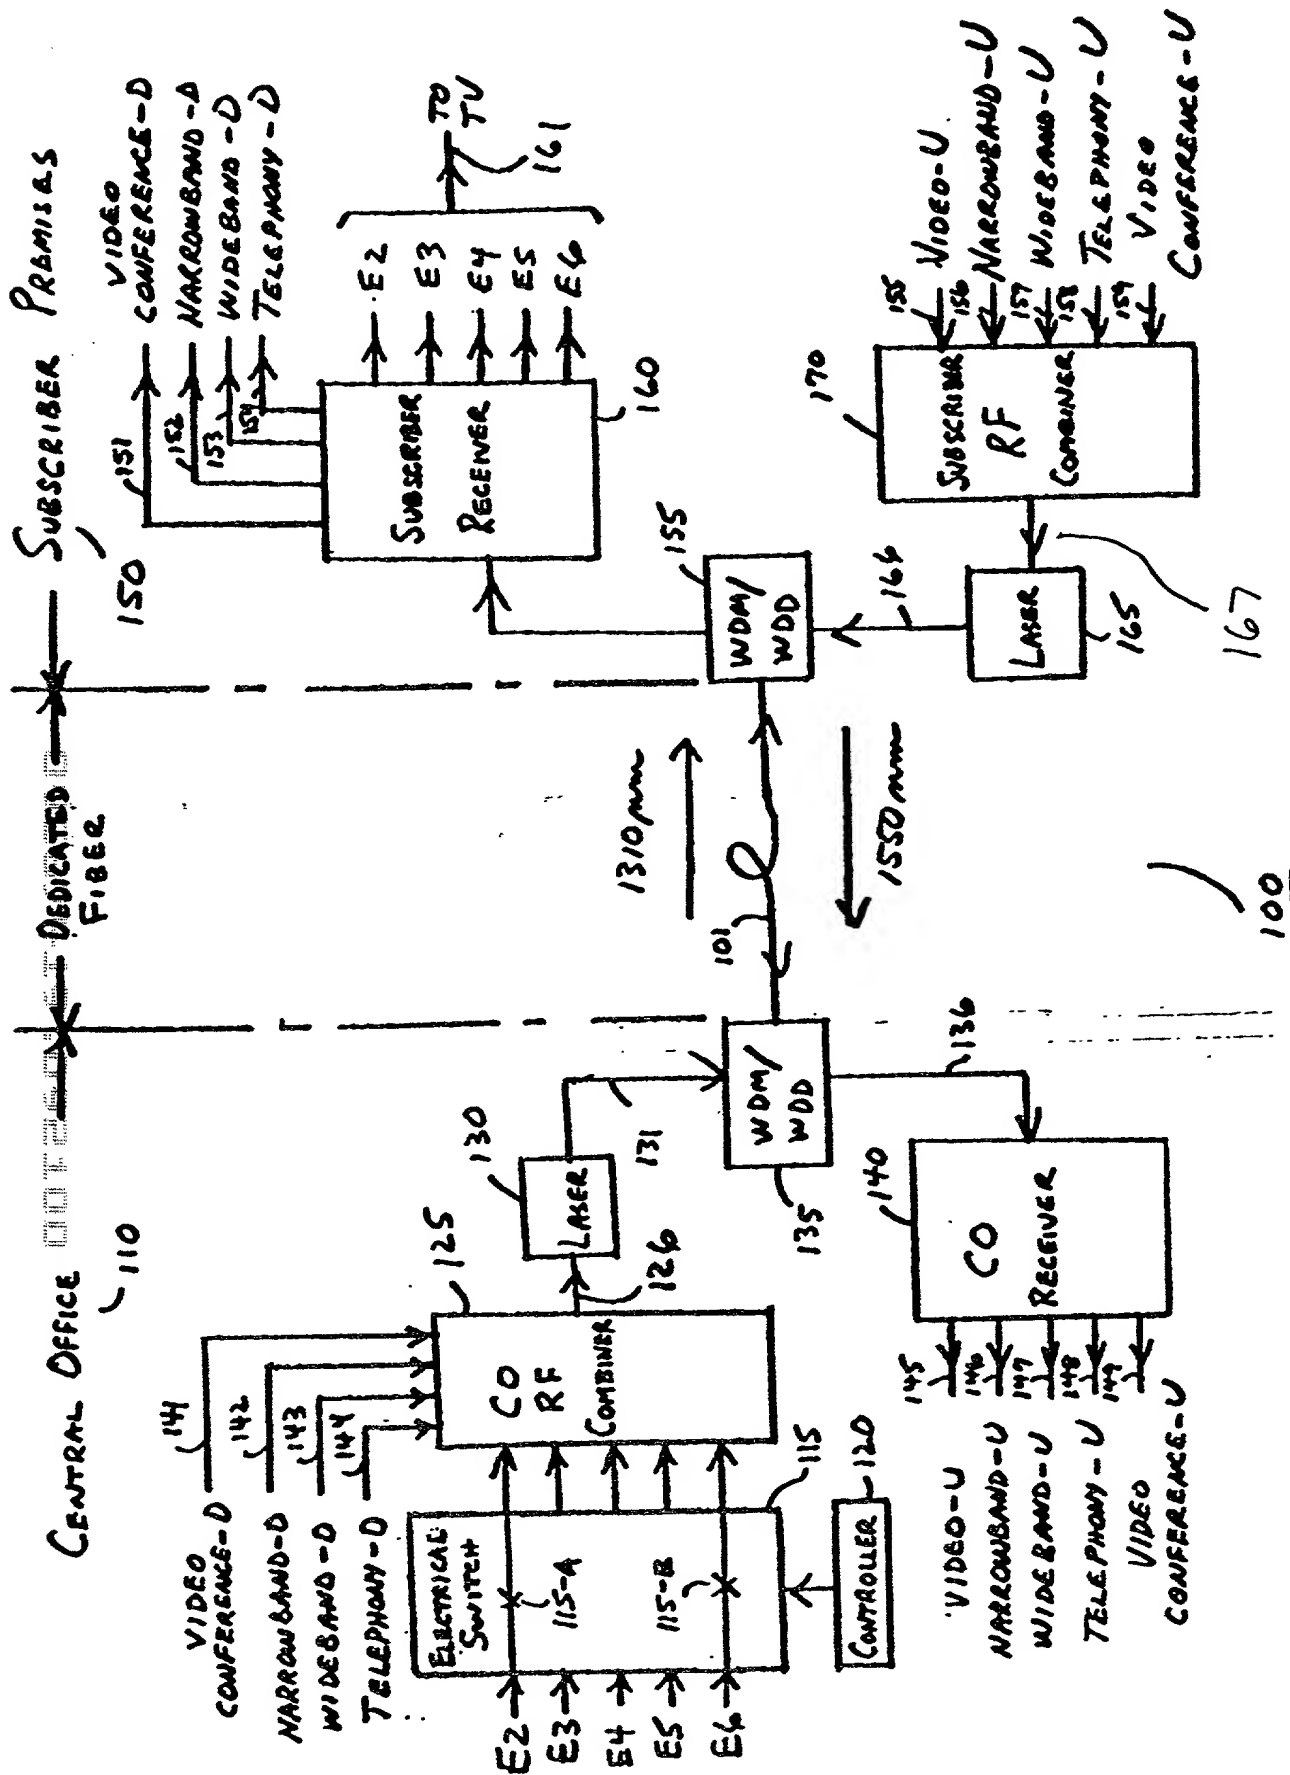 CENTRAL OFFICE
110
DEDICATED
FIBER
SUBSCRIBER PREMISES
150
VIDEO
CONFERENCE-D
141
NARROWBAND-D
142
WIDEBAND-D
143
TELEPHONY-D
144
E2
E3
E4
E5
E6
ELECTRICAL
SWITCH
115-A
115-B
115
CONTROLLER
120
CO
RF
COMBINER
125
126
LASER
130
131
WDM/
WDD
135
136
CO
RECEIVER
140
145
146
147
148
149
VIDEO-U
NARROWBAND-U
WIDEBAND-U
TELEPHONY-U
VIDEO
CONFERENCE-U
101
1310nm
1550nm
100
WDM/
WDD
155
SUBSCRIBER
RECEIVER
160
151
152
153
154
VIDEO
CONFERENCE-D
NARROWBAND-D
WIDEBAND-D
TELEPHONY-D
E2
E3
E4
E5
E6
TO
TV
161
166
LASER
165
167
SUBSCRIBER
RF
COMBINER
170
155
156
157
158
159
VIDEO-U
NARROWBAND-U
WIDEBAND-U
TELEPHONY-U
VIDEO
CONFERENCE-U